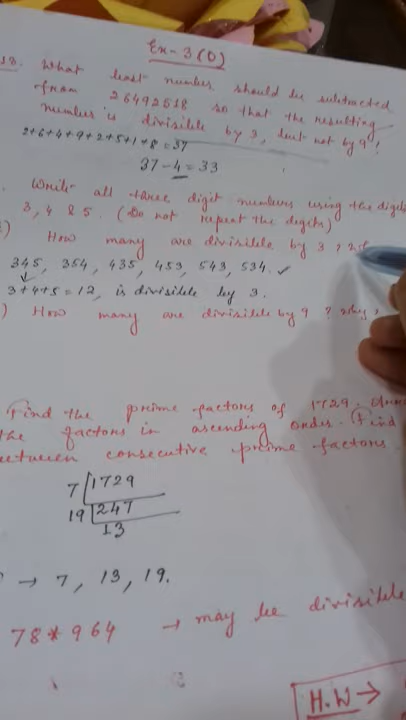 Ex-3(D)
13. What least number should be subtracted
from 26492518 so that the resulting
number is divisible by 3, but not by 9?
2+6+4+9+2+5+1+8=37
37-4=33
. Write all three digit numbers using the digits
3, 4 & 5. (Do not repeat the digits)
) How many are divisible by 3?
345, 354, 435, 453, 543, 534. ✓
3+4+5=12, is divisible by 3.
) How many are divisible by 9? Why?
Find the prime factors of 1729.
the factors in ascending order. Find
between consecutive prime factors
7 1729
19 247
13
→ 7, 13, 19.
78*964 → may be divisible
H.W →